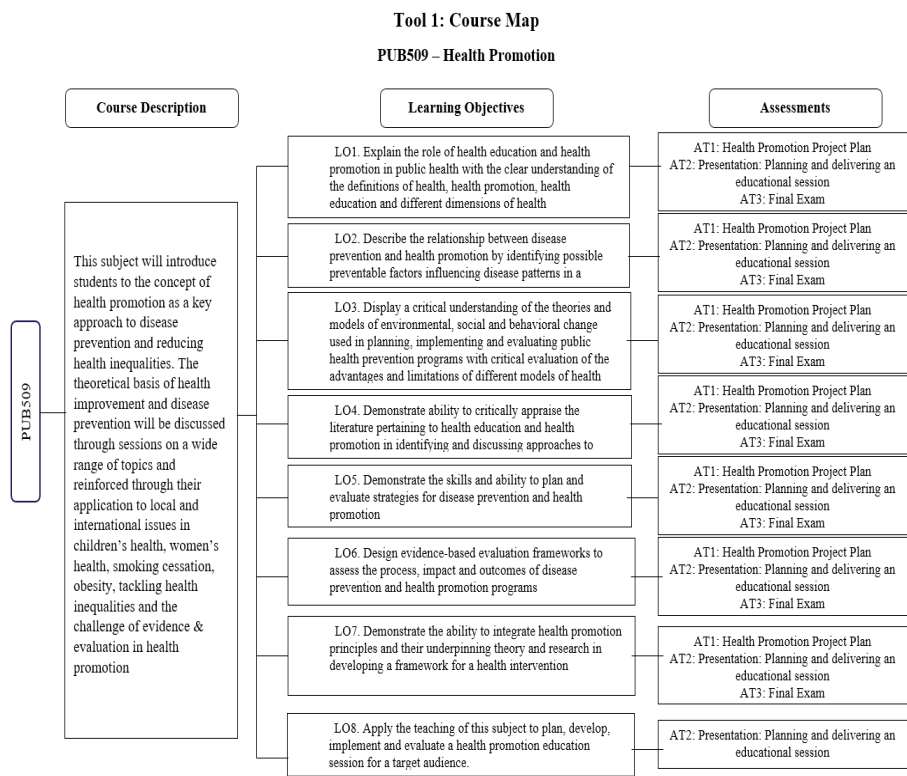 Tool 1: Course Map
PUB509 – Health Promotion
Course Description
Learning Objectives
Assessments
PUB509
This subject will introduce
students to the concept of
health promotion as a key
approach to disease
prevention and reducing
health inequalities. The
theoretical basis of health
improvement and disease
prevention will be discussed
through sessions on a wide
range of topics and
reinforced through their
application to local and
international issues in
children's health, women's
health, smoking cessation,
obesity, tackling health
inequalities and the
challenge of evidence &
evaluation in health
promotion
LO1. Explain the role of health education and health
promotion in public health with the clear understanding of
the definitions of health, health promotion, health
education and different dimensions of health
AT1: Health Promotion Project Plan
AT2: Presentation: Planning and delivering an
educational session
AT3: Final Exam
LO2. Describe the relationship between disease
prevention and health promotion by identifying possible
preventable factors influencing disease patterns in a
AT1: Health Promotion Project Plan
AT2: Presentation: Planning and delivering an
educational session
AT3: Final Exam
LO3. Display a critical understanding of the theories and
models of environmental, social and behavioral change
used in planning, implementing and evaluating public
health prevention programs with critical evaluation of the
advantages and limitations of different models of health
AT1: Health Promotion Project Plan
AT2: Presentation: Planning and delivering an
educational session
AT3: Final Exam
LO4. Demonstrate ability to critically appraise the
literature pertaining to health education and health
promotion in identifying and discussing approaches to
AT1: Health Promotion Project Plan
AT2: Presentation: Planning and delivering an
educational session
AT3: Final Exam
LO5. Demonstrate the skills and ability to plan and
evaluate strategies for disease prevention and health
promotion
AT1: Health Promotion Project Plan
AT2: Presentation: Planning and delivering an
educational session
AT3: Final Exam
LO6. Design evidence-based evaluation frameworks to
assess the process, impact and outcomes of disease
prevention and health promotion programs
AT1: Health Promotion Project Plan
AT2: Presentation: Planning and delivering an
educational session
AT3: Final Exam
LO7. Demonstrate the ability to integrate health promotion
principles and their underpinning theory and research in
developing a framework for a health intervention
AT1: Health Promotion Project Plan
AT2: Presentation: Planning and delivering an
educational session
AT3: Final Exam
LO8. Apply the teaching of this subject to plan, develop,
implement and evaluate a health promotion education
session for a target audience.
AT2: Presentation: Planning and delivering an
educational session